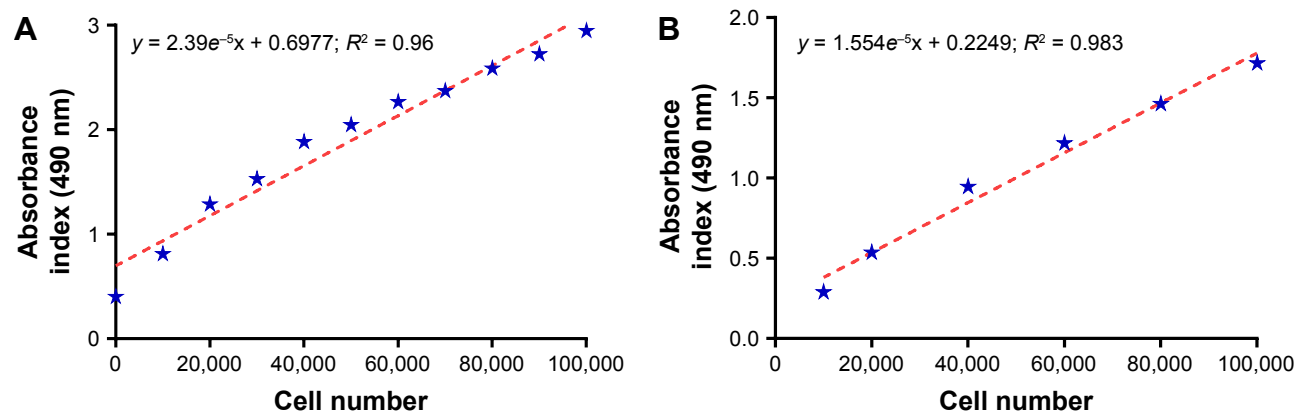 A
y = 2.39e⁻⁵x + 0.6977; R² = 0.96
Absorbance
index (490 nm)
3
2
1
0
0 20,000 40,000 60,000 80,000 100,000
Cell number
B
y = 1.554e⁻⁵x + 0.2249; R² = 0.983
Absorbance
index (490 nm)
2.0
1.5
1.0
0.5
0.0
0 20,000 40,000 60,000 80,000 100,000
Cell number